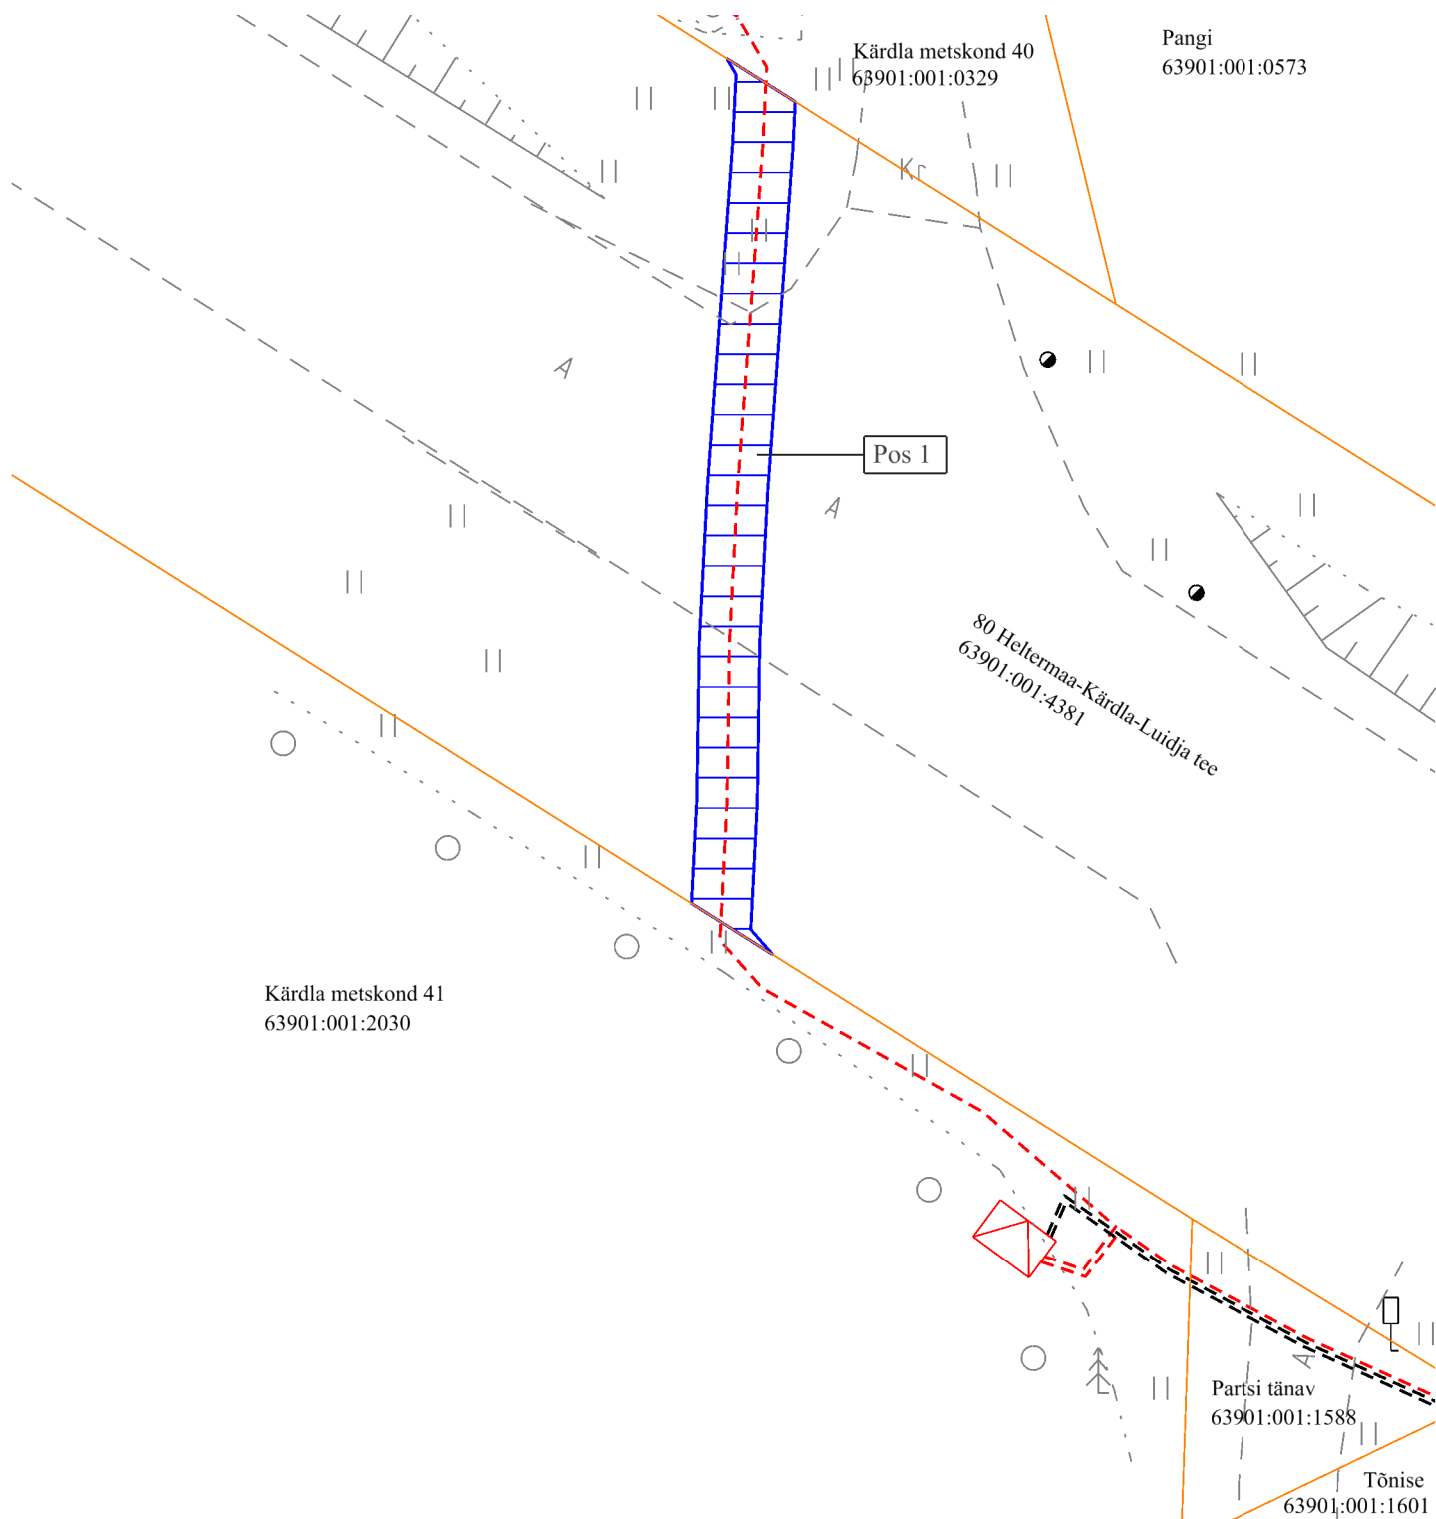 Kärdla metskond 40
63901:001:0329
Pangi
63901:001:0573
Kr
A
Pos 1
A
80 Heltermaa-Kärdla-Luidja tee
63901:001:4381
Kärdla metskond 41
63901:001:2030
A
Partsi tänav
63901:001:1588
Tõnise
63901:001:1601